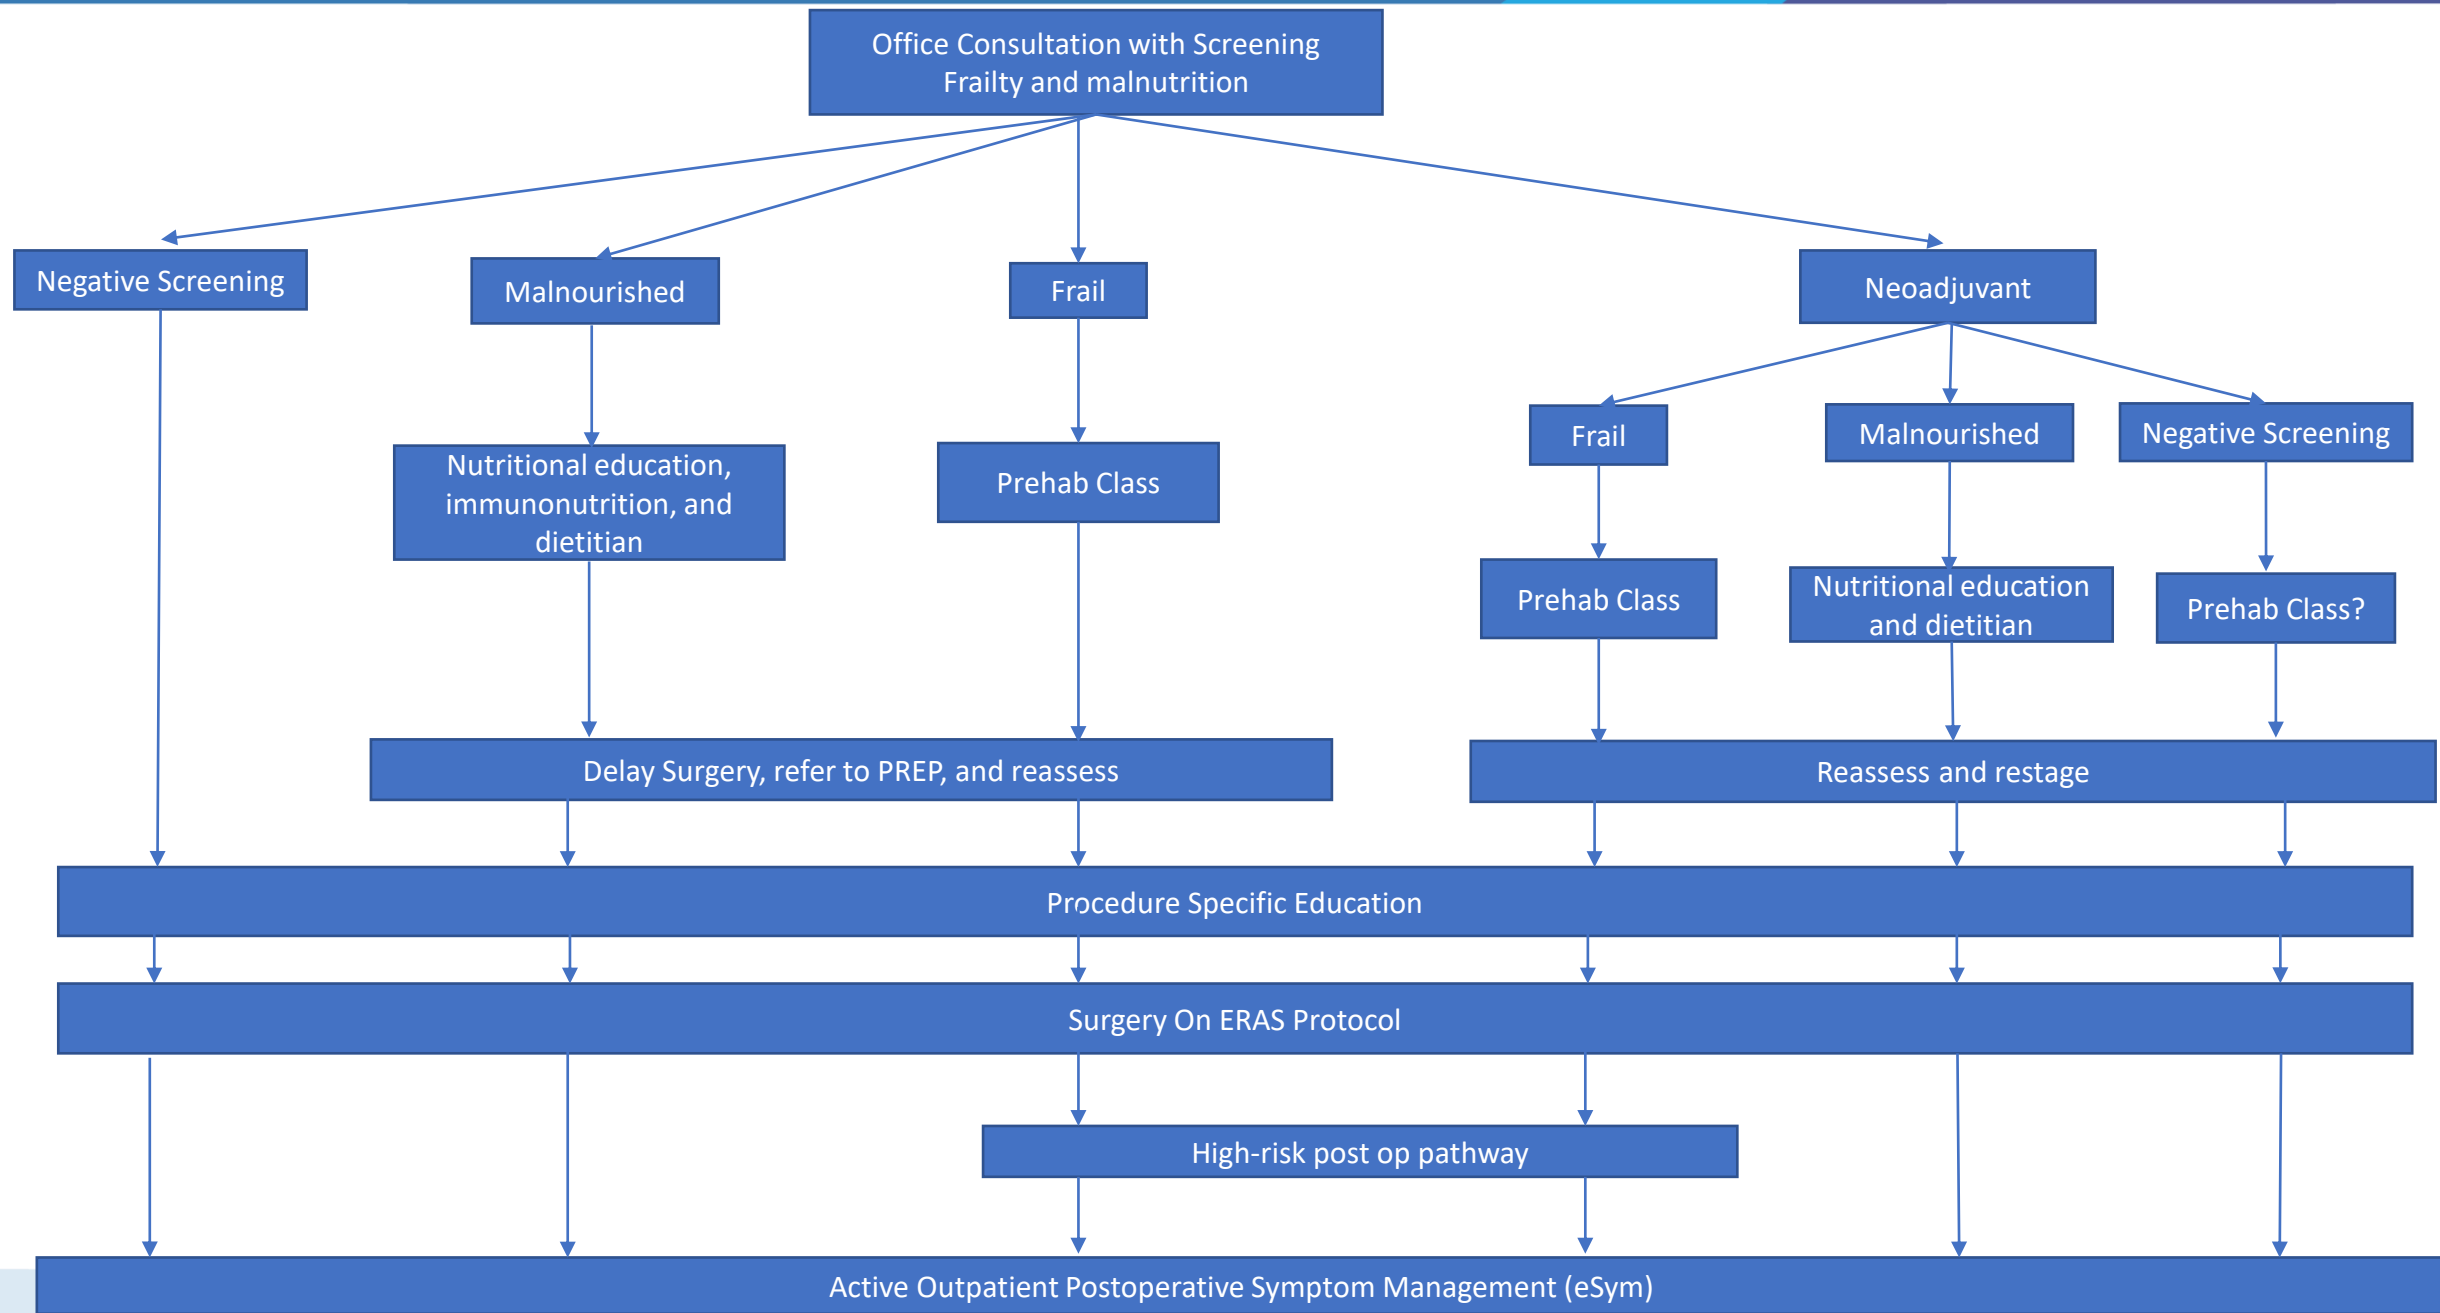 Office Consultation with Screening
Frailty and malnutrition
Negative Screening
Malnourished
Frail
Neoadjuvant
Frail
Malnourished
Negative Screening
Nutritional education,
immunonutrition, and
dietitian
Prehab Class
Prehab Class
Nutritional education
and dietitian
Prehab Class?
Delay Surgery, refer to PREP, and reassess
Reassess and restage
Procedure Specific Education
Surgery On ERAS Protocol
High-risk post op pathway
Active Outpatient Postoperative Symptom Management (eSym)